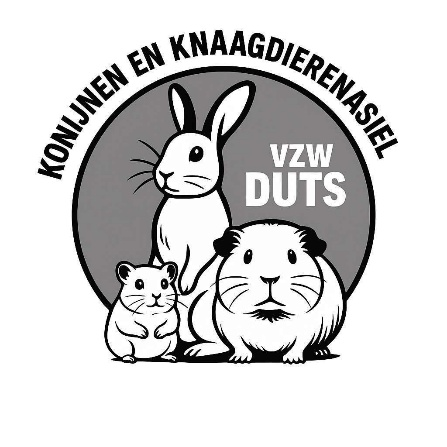 KONIJNEN EN KNAAGDIERENASIEL
VZW
DUTS